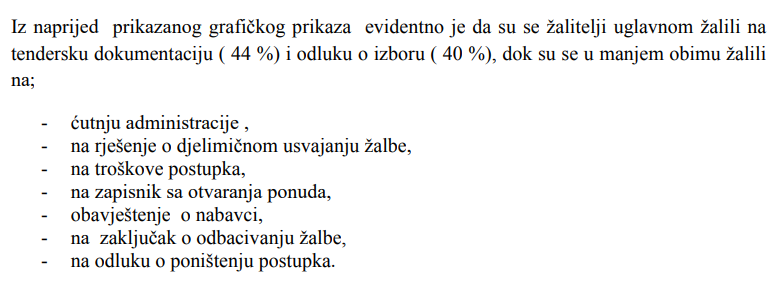 Iz naprijed prikazanog grafičkog prikaza evidentno je da su se žalitelji uglavnom žalili na
tendersku dokumentaciju ( 44 %) i odluku o izboru ( 40 %), dok su se u manjem obimu žalili
na;
- ćutnju administracije ,
- na rješenje o djelimičnom usvajanju žalbe,
- na troškove postupka,
- na zapisnik sa otvaranja ponuda,
- obavještenje o nabavci,
- na zaključak o odbacivanju žalbe,
- na odluku o poništenju postupka.